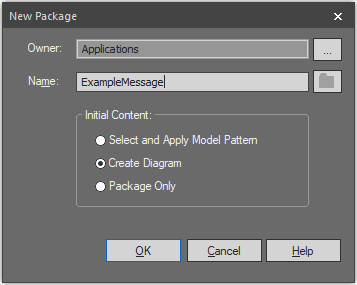 New Package
Owner: Applications ...
Name: ExampleMessage
Initial Content:
Select and Apply Model Pattern
Create Diagram
Package Only
OK Cancel Help